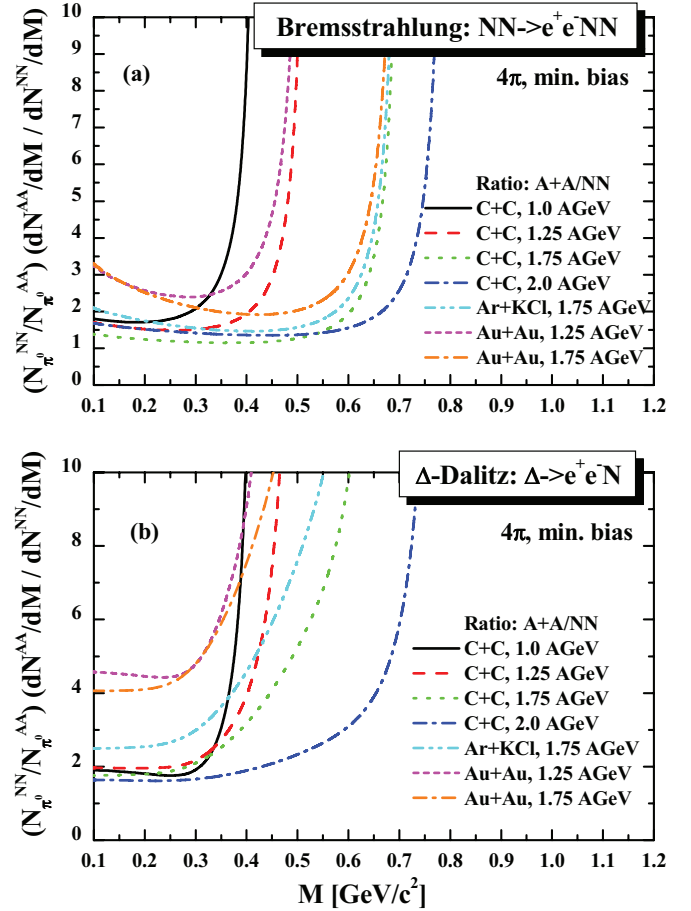 Bremsstrahlung: NN->e⁺e⁻NN
(a)
4π, min. bias
Ratio: A+A/NN
C+C, 1.0 AGeV
C+C, 1.25 AGeV
C+C, 1.75 AGeV
C+C, 2.0 AGeV
Ar+KCl, 1.75 AGeV
Au+Au, 1.25 AGeV
Au+Au, 1.75 AGeV
10
9
8
7
6
5
4
3
2
1
0
(N_π⁰^NN/N_π⁰^AA) (dN^AA/dM / dN^NN/dM)
0.1 0.2 0.3 0.4 0.5 0.6 0.7 0.8 0.9 1.0 1.1 1.2
Δ-Dalitz: Δ->e⁺e⁻N
(b)
4π, min. bias
Ratio: A+A/NN
C+C, 1.0 AGeV
C+C, 1.25 AGeV
C+C, 1.75 AGeV
C+C, 2.0 AGeV
Ar+KCl, 1.75 AGeV
Au+Au, 1.25 AGeV
Au+Au, 1.75 AGeV
10
8
6
4
2
0
(N_π⁰^NN/N_π⁰^AA) (dN^AA/dM / dN^NN/dM)
0.1 0.2 0.3 0.4 0.5 0.6 0.7 0.8 0.9 1.0 1.1 1.2
M [GeV/c²]